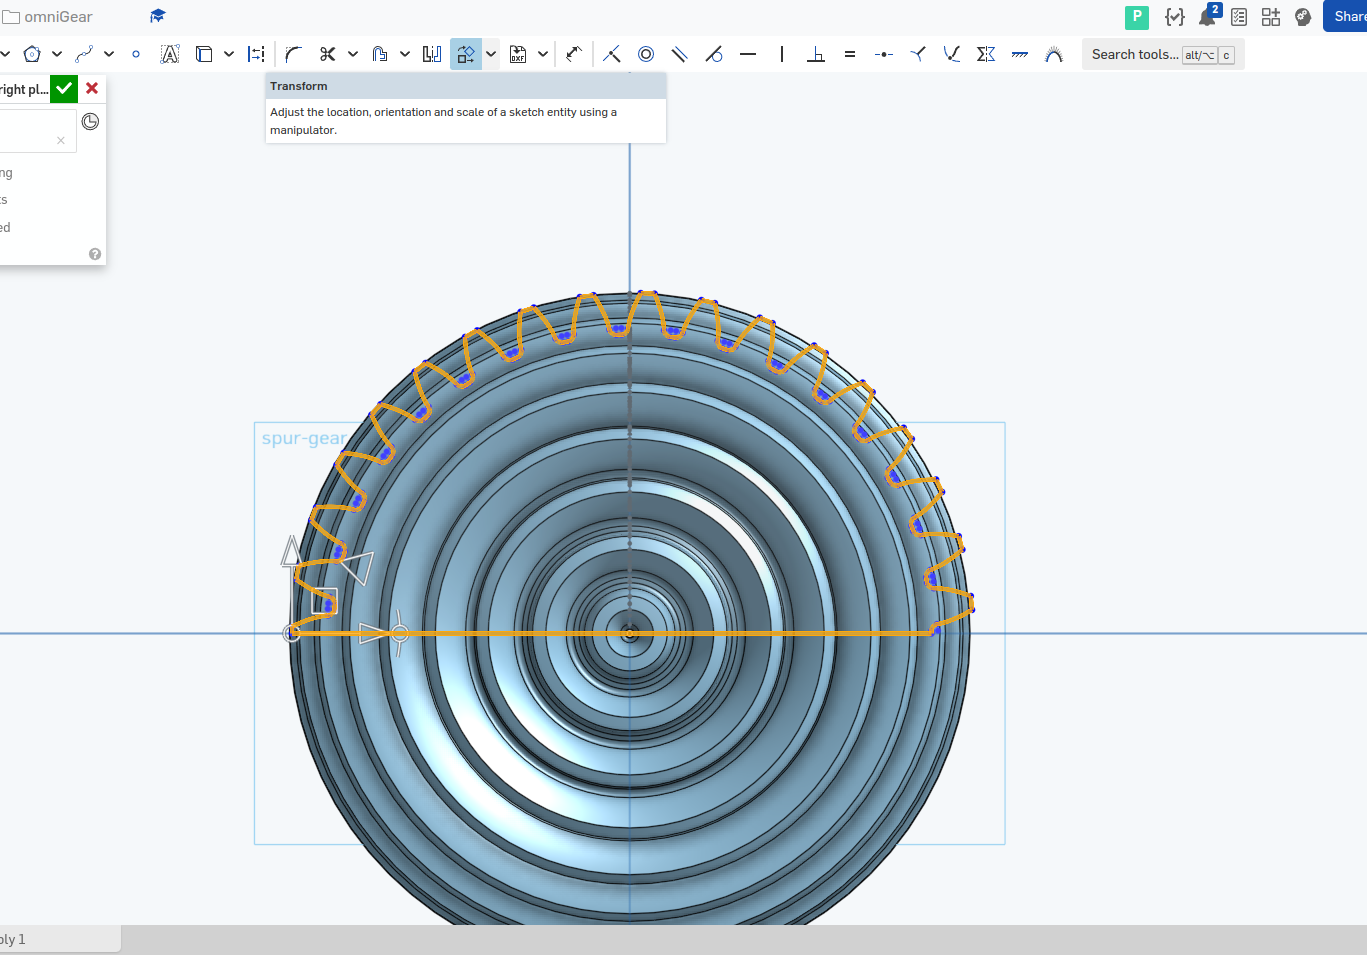 omniGear
P
2
Share
Search tools...
alt/⌥
c
right pl...
Transform
Adjust the location, orientation and scale of a sketch entity using a
manipulator.
ng
ts
ed
spur-gear
bly 1